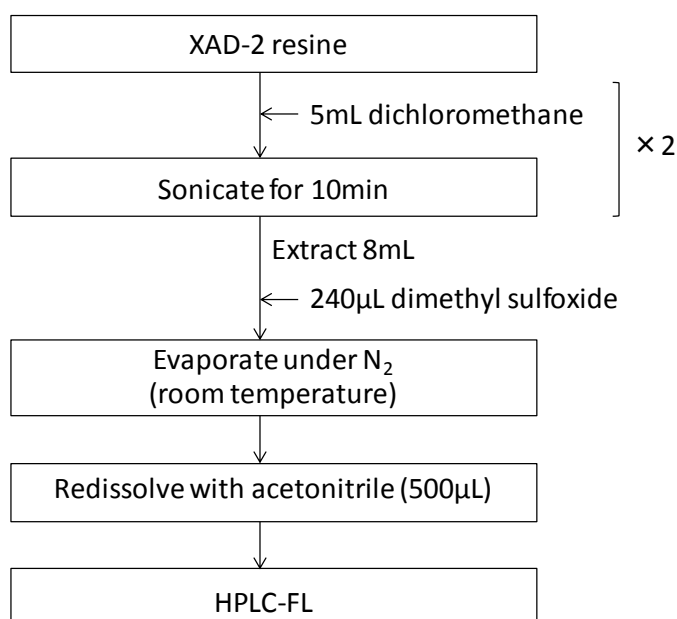 XAD-2 resine
5mL dichloromethane
×2
Sonicate for 10min
Extract 8mL
240μL dimethyl sulfoxide
Evaporate under N₂
(room temperature)
Redissolve with acetonitrile (500μL)
HPLC-FL